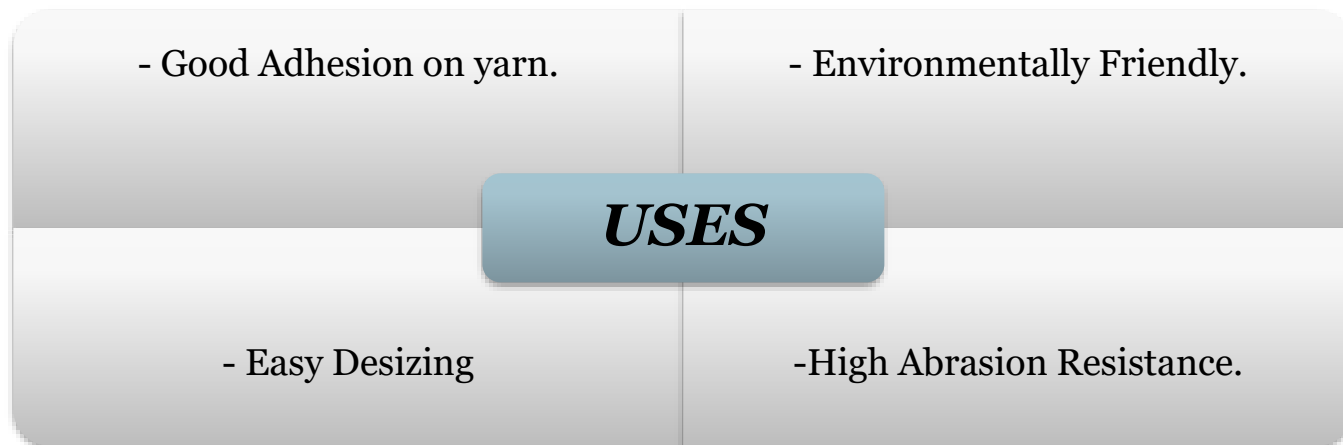 - Good Adhesion on yarn.
- Environmentally Friendly.
USES
- Easy Desizing
-High Abrasion Resistance.